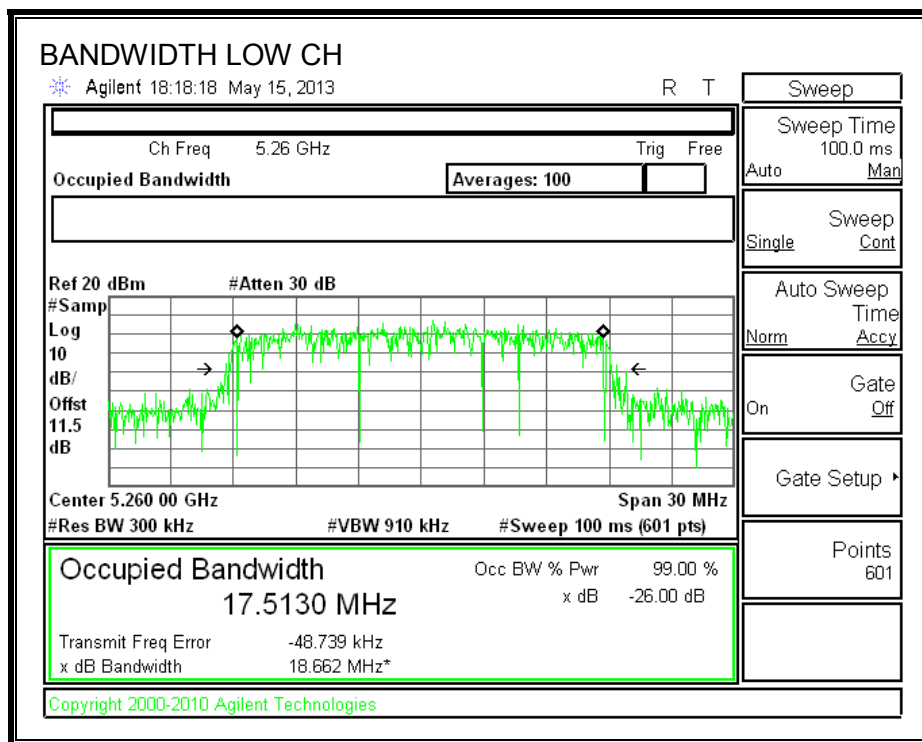 BANDWIDTH LOW CH
Agilent 18:18:18 May 15, 2013 R T
Ch Freq 5.26 GHz Trig Free
Occupied Bandwidth Averages: 100
Ref 20 dBm #Atten 30 dB
#Samp
Log
10
dB/
Offst
11.5
dB
Center 5.260 00 GHz Span 30 MHz
#Res BW 300 kHz #VBW 910 kHz #Sweep 100 ms (601 pts)
Occupied Bandwidth Occ BW % Pwr 99.00 %
17.5130 MHz x dB -26.00 dB
Transmit Freq Error -48.739 kHz
x dB Bandwidth 18.662 MHz*
Copyright 2000-2010 Agilent Technologies
Sweep
Sweep Time
100.0 ms
Auto Man
Sweep
Single Cont
Auto Sweep
Time
Norm Accy
Gate
On Off
Gate Setup
Points
601